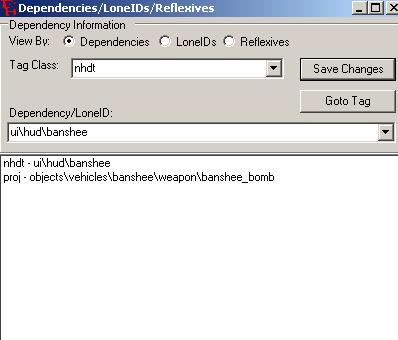 Dependencies/LoneIDs/Reflexives
Dependency Information
View By: Dependencies LoneIDs Reflexives
Tag Class: nhdt Save Changes
Goto Tag
Dependency/LoneID:
ui\hud\banshee
nhdt - ui\hud\banshee
proj - objects\vehicles\banshee\weapon\banshee_bomb